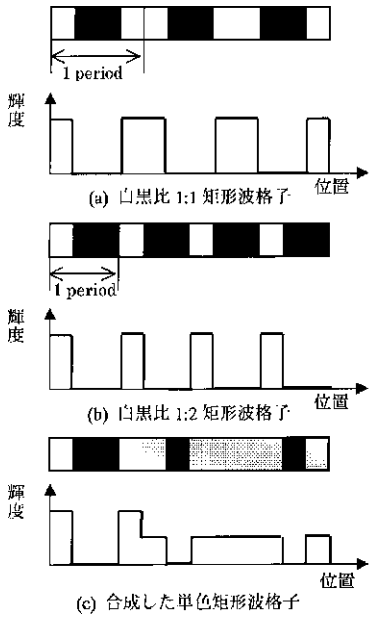 1 period
輝度
位置
(a) 白黒比 1:1 矩形波格子
1 period
輝度
位置
(b) 白黒比 1:2 矩形波格子
輝度
位置
(c) 合成した単色矩形波格子